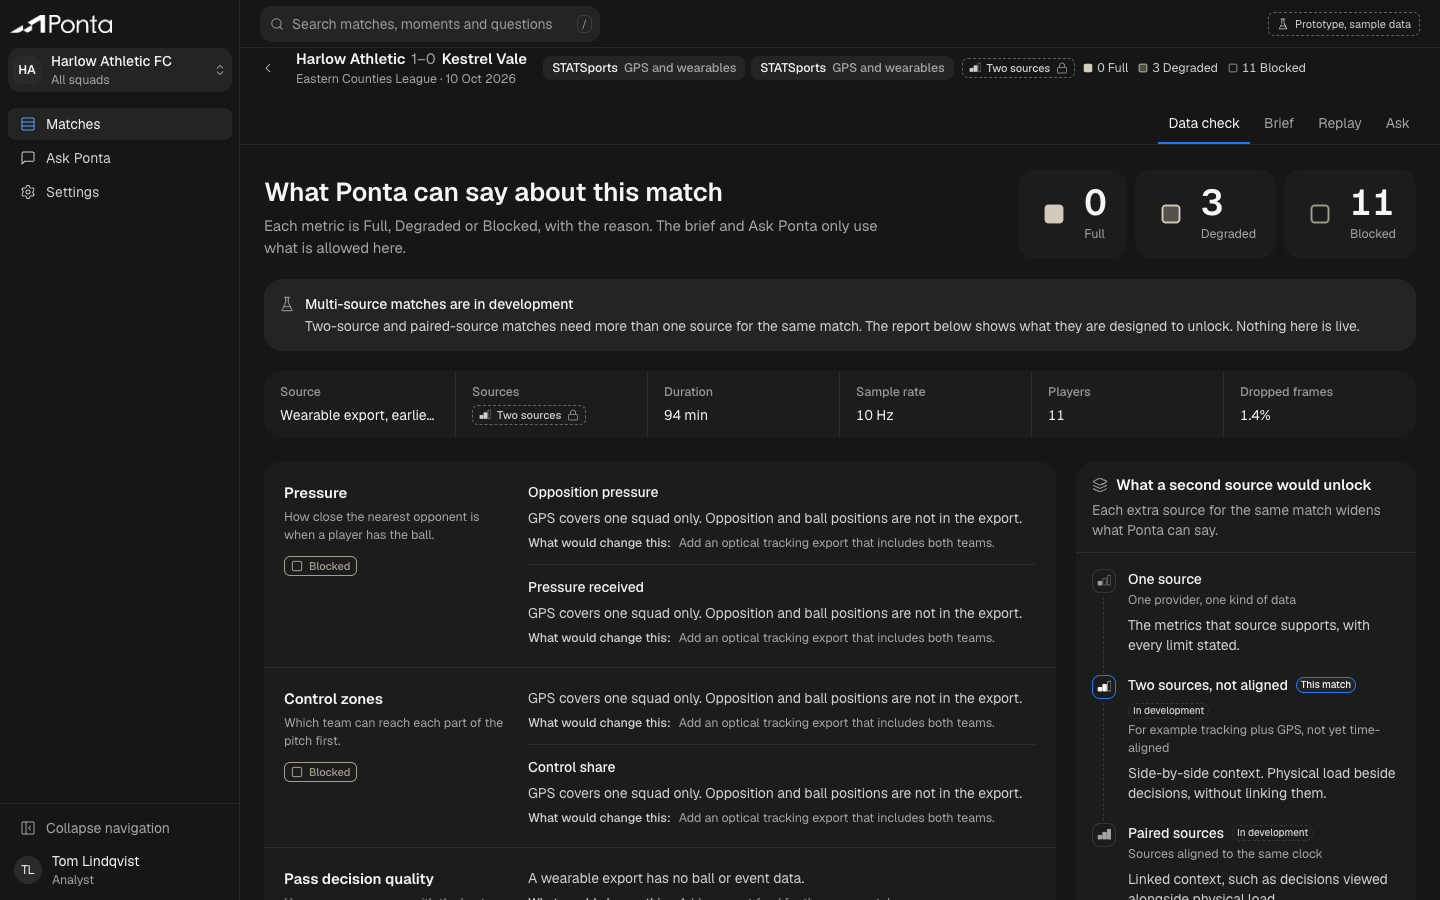 Ponta
Search matches, moments and questions
/
Prototype, sample data
HA
Harlow Athletic FC
All squads
Matches
Ask Ponta
Settings
Collapse navigation
TL
Tom Lindqvist
Analyst
Harlow Athletic 1–0 Kestrel Vale
Eastern Counties League · 10 Oct 2026
STATSports GPS and wearables
STATSports GPS and wearables
Two sources
0 Full
3 Degraded
11 Blocked
Data check
Brief
Replay
Ask
What Ponta can say about this match
Each metric is Full, Degraded or Blocked, with the reason. The brief and Ask Ponta only use
what is allowed here.
0
Full
3
Degraded
11
Blocked
Multi-source matches are in development
Two-source and paired-source matches need more than one source for the same match. The report below shows what they are designed to unlock. Nothing here is live.
Source
Wearable export, earlie…
Sources
Two sources
Duration
94 min
Sample rate
10 Hz
Players
11
Dropped frames
1.4%
Pressure
How close the nearest opponent is
when a player has the ball.
Blocked
Opposition pressure
GPS covers one squad only. Opposition and ball positions are not in the export.
What would change this: Add an optical tracking export that includes both teams.
Pressure received
GPS covers one squad only. Opposition and ball positions are not in the export.
What would change this: Add an optical tracking export that includes both teams.
Control zones
Which team can reach each part of the
pitch first.
Blocked
GPS covers one squad only. Opposition and ball positions are not in the export.
What would change this: Add an optical tracking export that includes both teams.
Control share
GPS covers one squad only. Opposition and ball positions are not in the export.
What would change this: Add an optical tracking export that includes both teams.
Pass decision quality
A wearable export has no ball or event data.
What a second source would unlock
Each extra source for the same match widens
what Ponta can say.
One source
One provider, one kind of data
The metrics that source supports, with
every limit stated.
Two sources, not aligned
This match
In development
For example tracking plus GPS, not yet time-
aligned
Side-by-side context. Physical load beside
decisions, without linking them.
Paired sources
In development
Sources aligned to the same clock
Linked context, such as decisions viewed
alongside physical load.